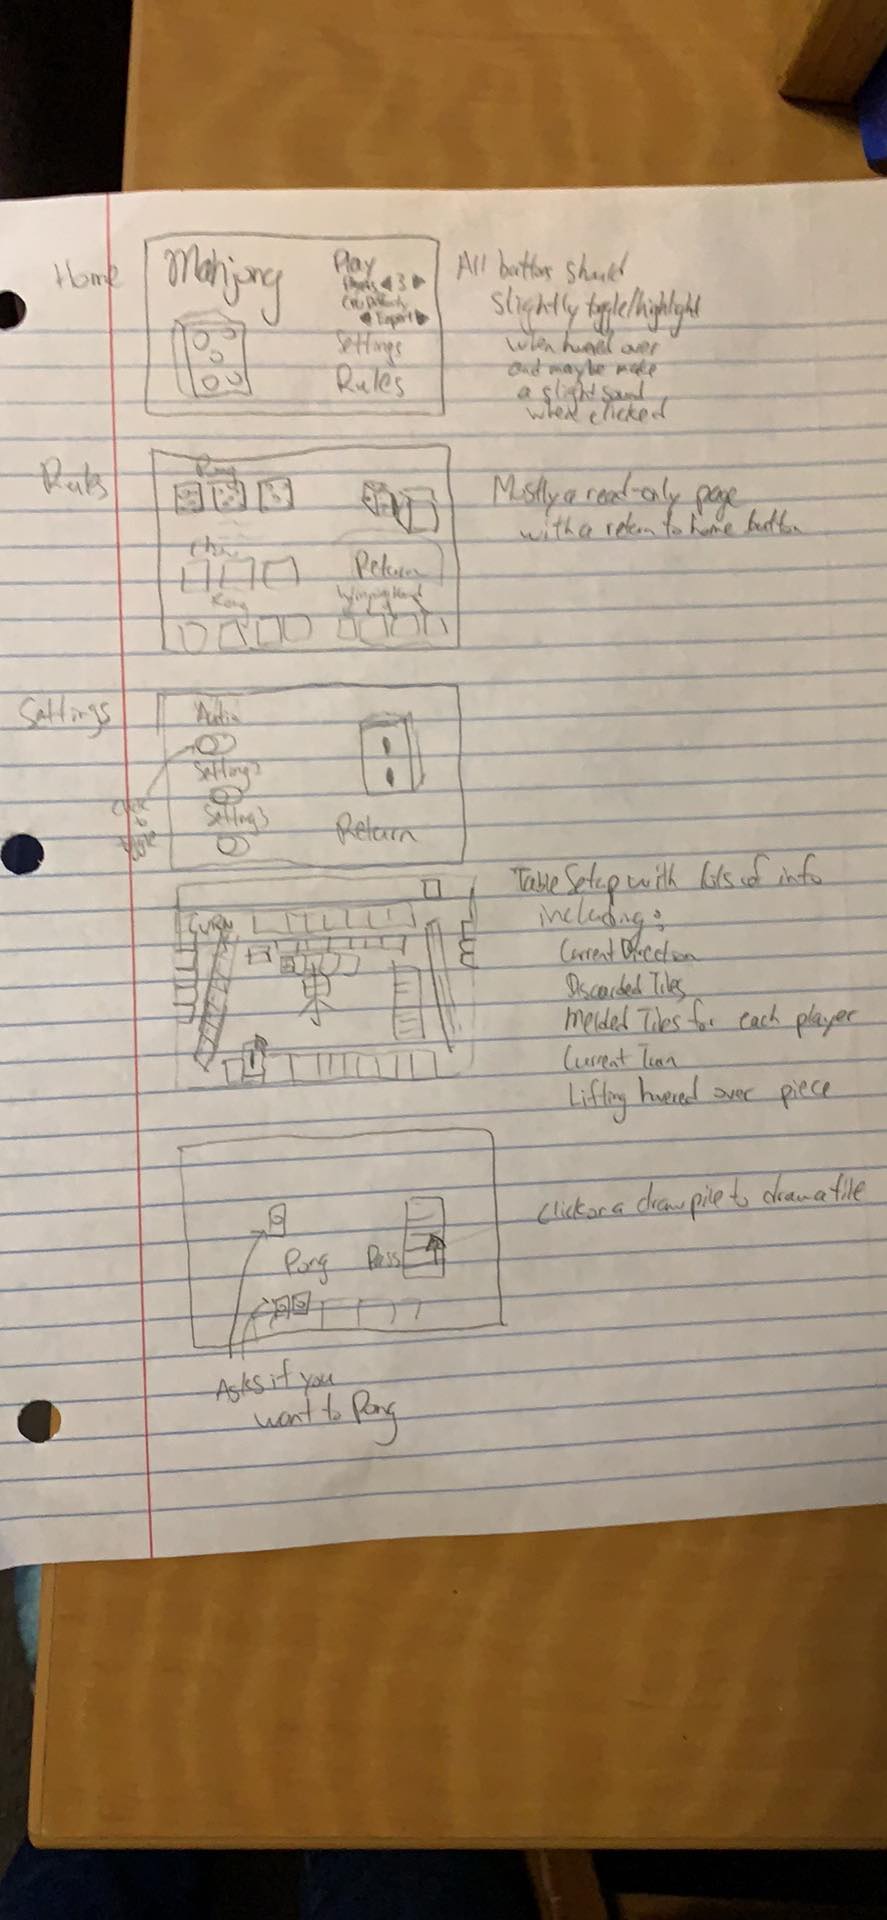 Home
Mahjong
Play
Players ◀ 3 ▶
CPU Difficulty
◀ Expert ▶
Settings
Rules
All buttons should
slightly toggle/highlight
when hovered over
and maybe make
a slight sound
when clicked
Rules
Pong
Chi
Return
Kong
Winning Hand
Mostly a read-only page
with a return to home button
Settings
Audio
Setting 2
Setting 3
Click
to
toggle
Return
東
Table Setup with lots of info
including:
Current Direction
Discarded Tiles
Melded Tiles for each player
Current Turn
Lifting hovered over piece
Pong
Pass
Click on a draw pile to draw a tile
Asks if you
want to Pong